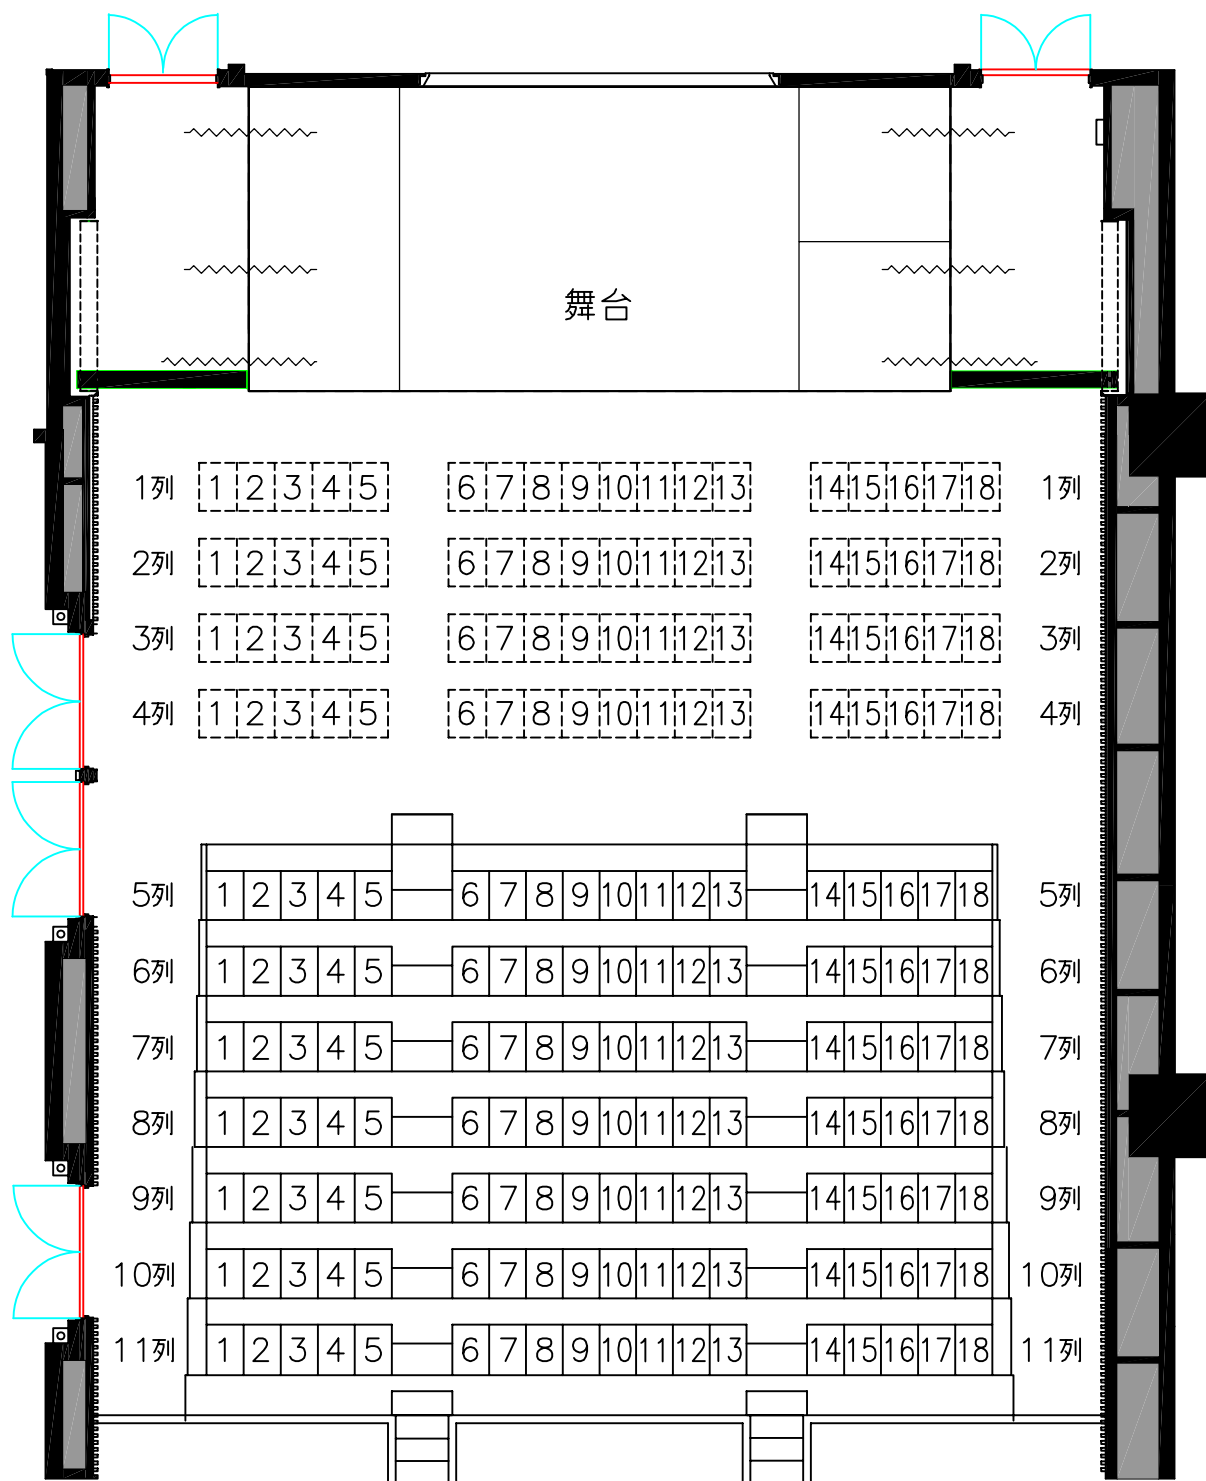 舞台
1列 1 2 3 4 5 6 7 8 9 10 11 12 13 14 15 16 17 18 1列
2列 1 2 3 4 5 6 7 8 9 10 11 12 13 14 15 16 17 18 2列
3列 1 2 3 4 5 6 7 8 9 10 11 12 13 14 15 16 17 18 3列
4列 1 2 3 4 5 6 7 8 9 10 11 12 13 14 15 16 17 18 4列
5列 1 2 3 4 5 6 7 8 9 10 11 12 13 14 15 16 17 18 5列
6列 1 2 3 4 5 6 7 8 9 10 11 12 13 14 15 16 17 18 6列
7列 1 2 3 4 5 6 7 8 9 10 11 12 13 14 15 16 17 18 7列
8列 1 2 3 4 5 6 7 8 9 10 11 12 13 14 15 16 17 18 8列
9列 1 2 3 4 5 6 7 8 9 10 11 12 13 14 15 16 17 18 9列
10列 1 2 3 4 5 6 7 8 9 10 11 12 13 14 15 16 17 18 10列
11列 1 2 3 4 5 6 7 8 9 10 11 12 13 14 15 16 17 18 11列